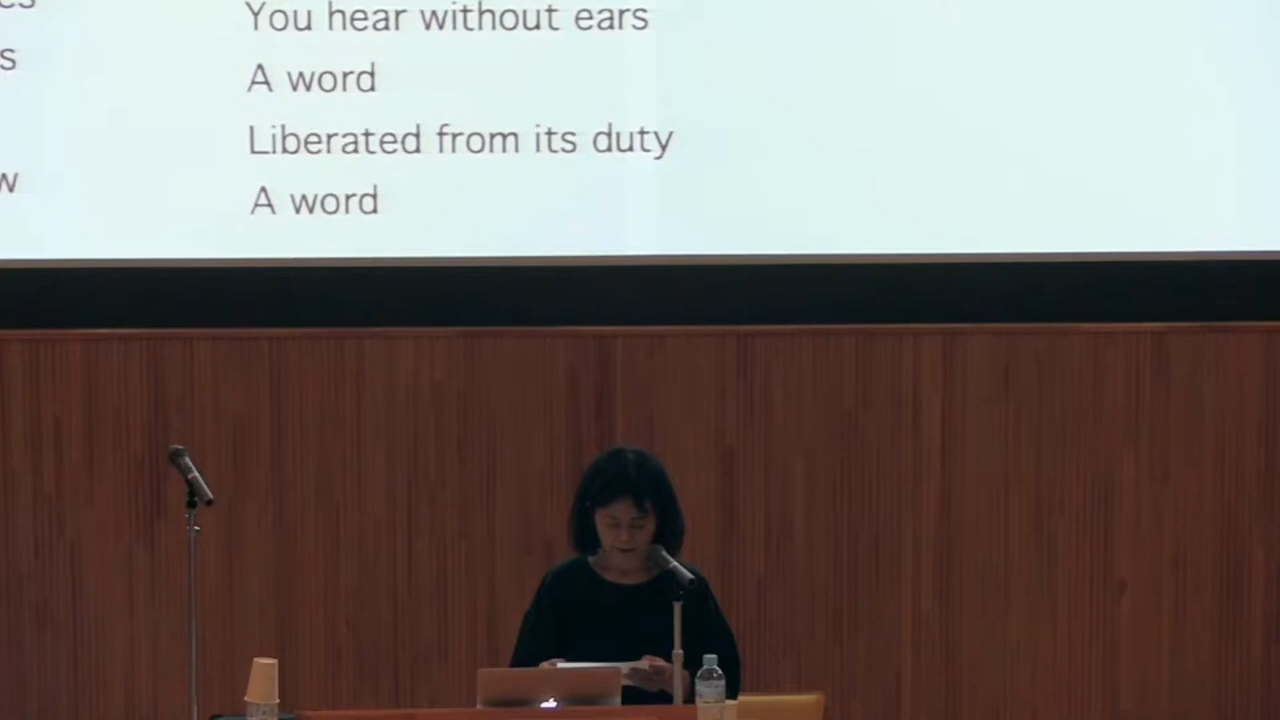 You hear without ears
A word
Liberated from its duty
A word